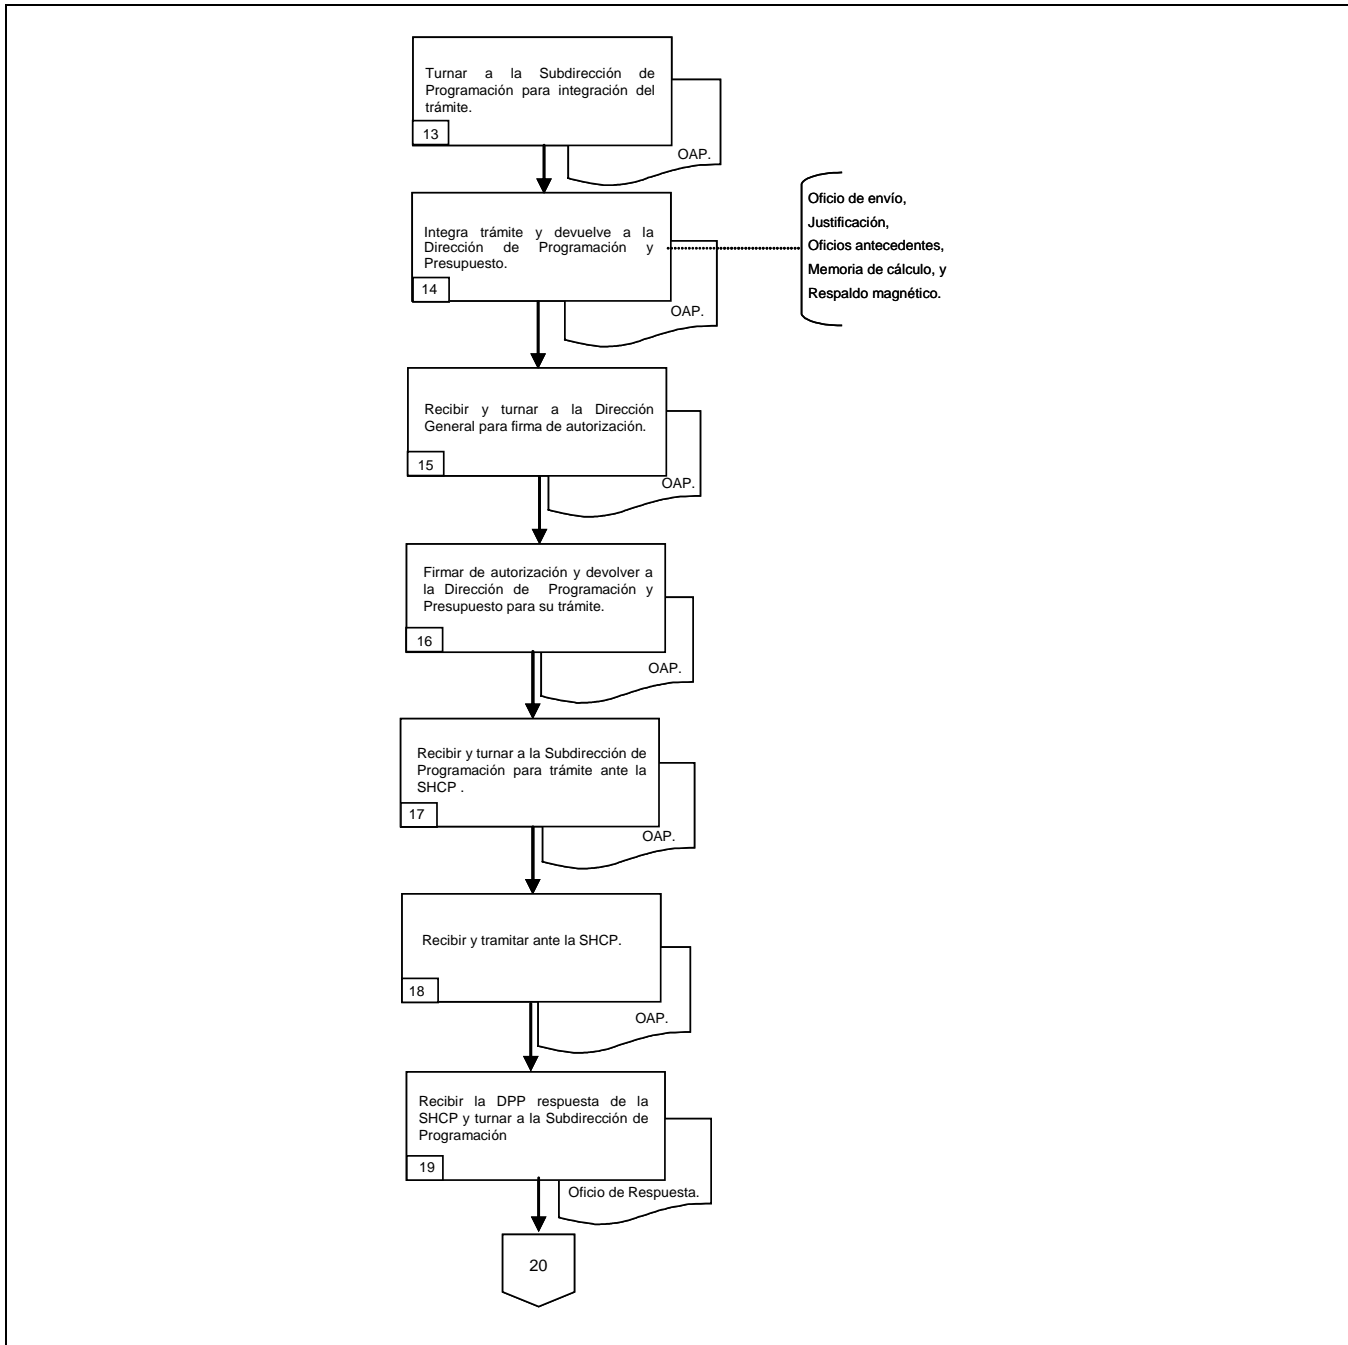 Turnar a la Subdirección de
Programación para integración del
trámite.
13
OAP.
Integra trámite y devuelve a la
Dirección de Programación y
Presupuesto.
14
OAP.
Oficio de envío,
Justificación,
Oficios antecedentes,
Memoria de cálculo, y
Respaldo magnético.
Recibir y turnar a la Dirección
General para firma de autorización.
15
OAP.
Firmar de autorización y devolver a
la Dirección de Programación y
Presupuesto para su trámite.
16
OAP.
Recibir y turnar a la Subdirección de
Programación para trámite ante la
SHCP .
17
OAP.
Recibir y tramitar ante la SHCP.
18
OAP.
Recibir la DPP respuesta de la
SHCP y turnar a la Subdirección de
Programación
19
Oficio de Respuesta.
20